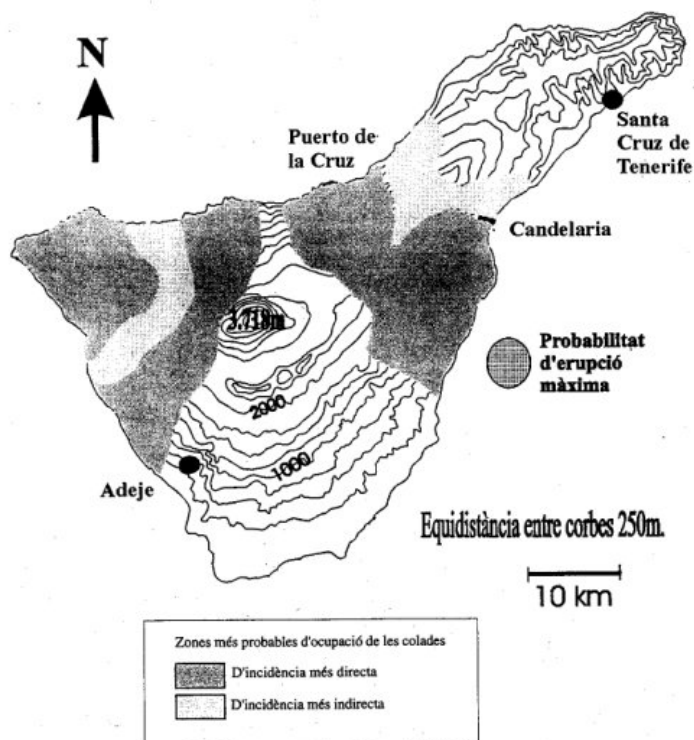 N
Puerto de
la Cruz
Santa
Cruz de
Tenerife
Candelaria
3.718m
Probabilitat
d'erupció
màxima
2000
1000
Adeje
Equidistància entre corbes 250m.
10 km
Zones més probables d'ocupació de les colades
D'incidència més directa
D'incidència més indirecta